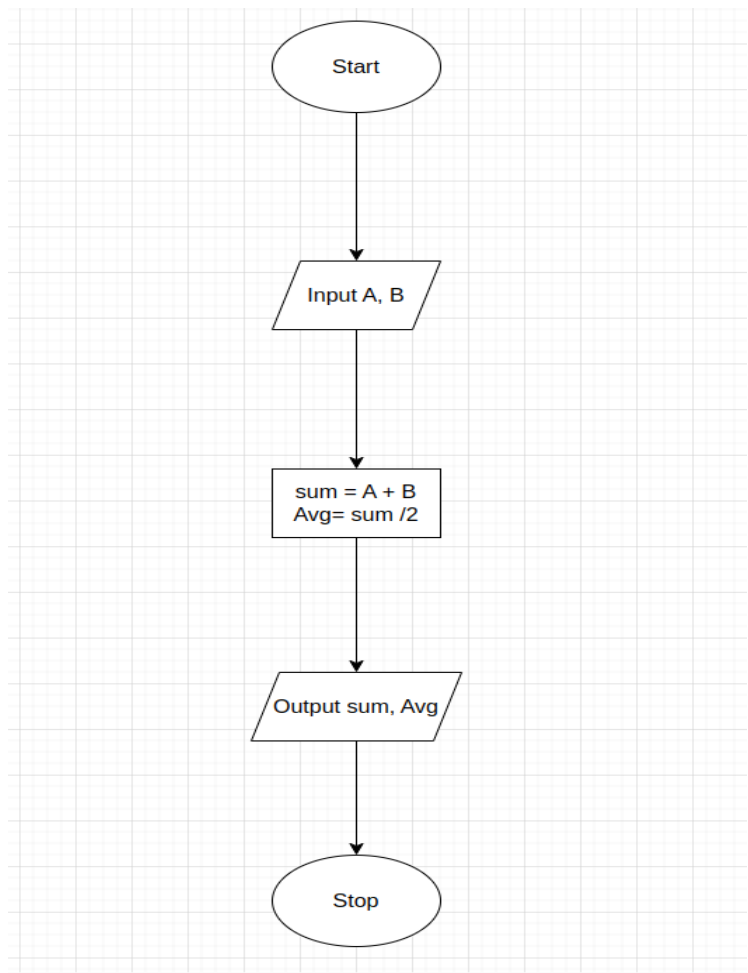 Start
Input A, B
sum = A + B
Avg= sum /2
Output sum, Avg
Stop